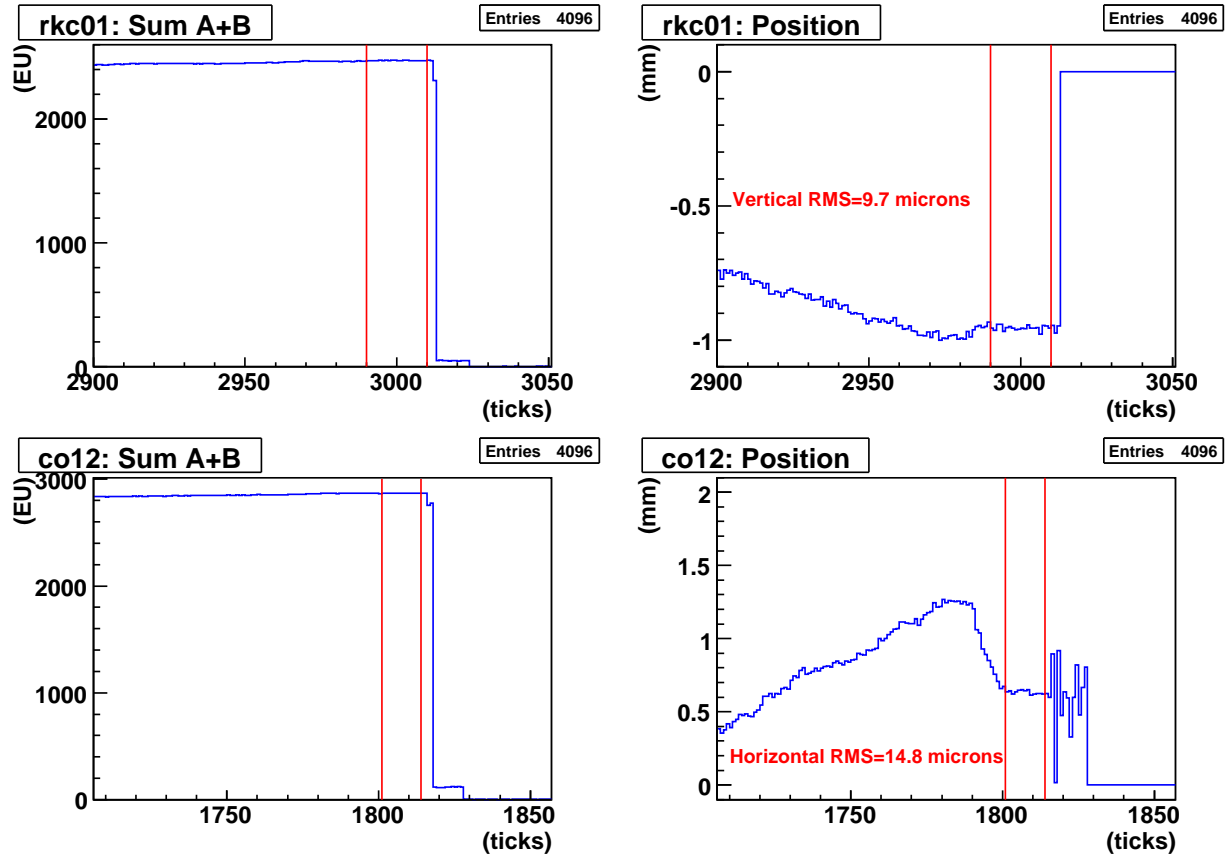 rkc01: Sum A+B
Entries 4096
(EU)
2000
1000
0
2900
2950
3000
3050
(ticks)
rkc01: Position
Entries 4096
(mm)
0
-0.5
-1
Vertical RMS=9.7 microns
2900
2950
3000
3050
(ticks)
co12: Sum A+B
Entries 4096
(EU)
3000
2000
1000
0
1750
1800
1850
(ticks)
co12: Position
Entries 4096
(mm)
2
1.5
1
0.5
0
Horizontal RMS=14.8 microns
1750
1800
1850
(ticks)